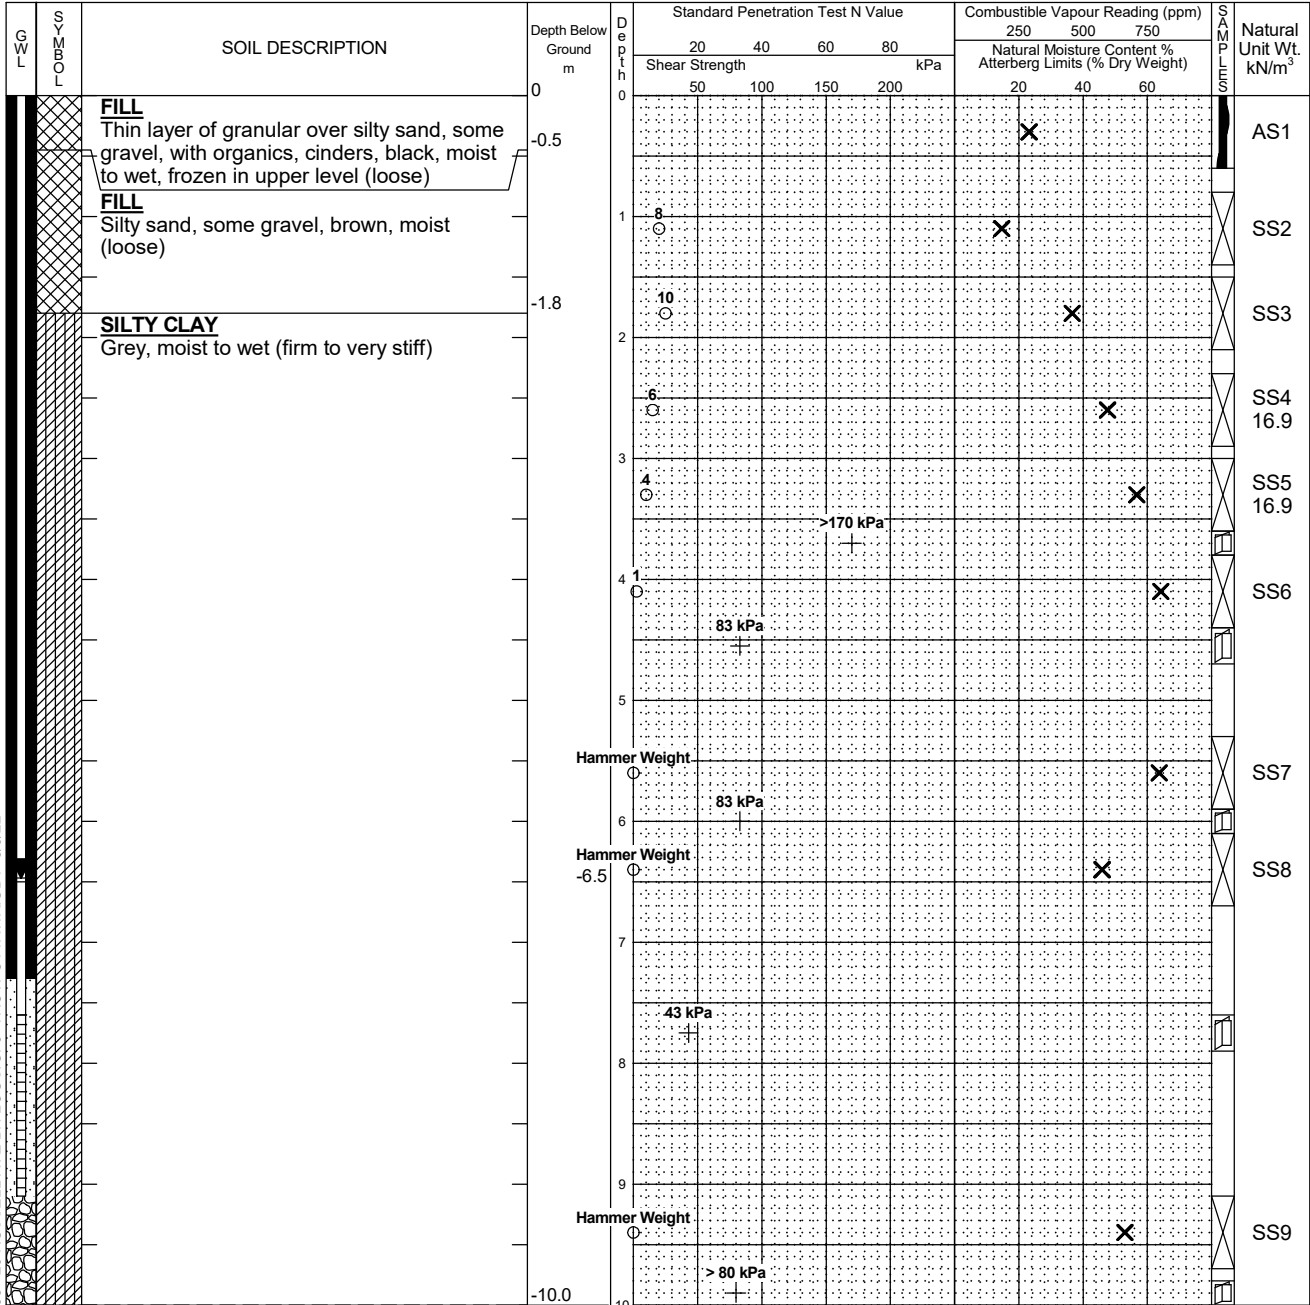 GWL
SYMBOL
SOIL DESCRIPTION
Depth Below
Ground
m
Depth
Standard Penetration Test N Value
20 40 60 80
Shear Strength kPa
50 100 150 200
Combustible Vapour Reading (ppm)
250 500 750
Natural Moisture Content %
Atterberg Limits (% Dry Weight)
20 40 60
SAMPLES
Natural
Unit Wt.
kN/m³
0
0
FILL
Thin layer of granular over silty sand, some
gravel, with organics, cinders, black, moist
to wet, frozen in upper level (loose)
-0.5
AS1
FILL
Silty sand, some gravel, brown, moist
(loose)
8
1
SS2
-1.8
10
SS3
SILTY CLAY
Grey, moist to wet (firm to very stiff)
2
6
SS4
16.9
3
4
SS5
16.9
>170 kPa
4
1
SS6
83 kPa
5
Hammer Weight
SS7
83 kPa
6
Hammer Weight
-6.5
SS8
7
43 kPa
8
9
Hammer Weight
SS9
> 80 kPa
-10.0
10